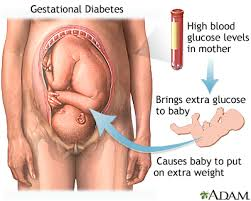 Gestational Diabetes
High blood
glucose levels
in mother
Brings extra glucose
to baby
Causes baby to put
on extra weight
ADAM.